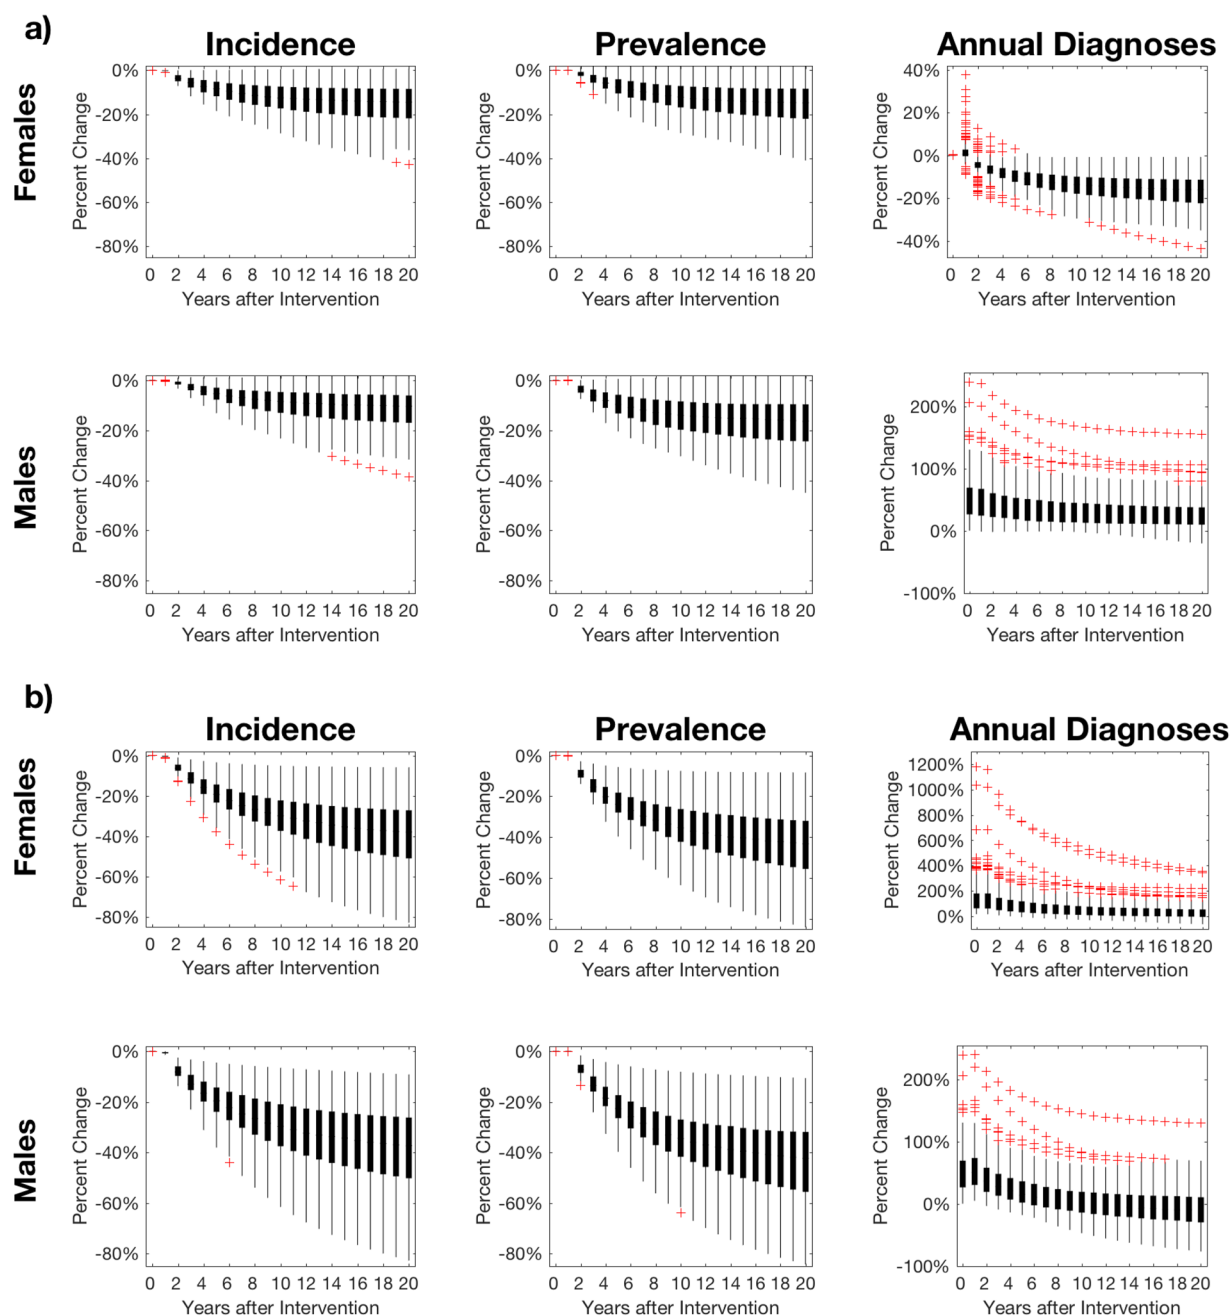 a)
Incidence Prevalence Annual Diagnoses
Females
Percent Change
0%
-20%
-40%
-60%
-80%
0 2 4 6 8 10 12 14 16 18 20
Years after Intervention
Percent Change
0%
-20%
-40%
-60%
-80%
0 2 4 6 8 10 12 14 16 18 20
Years after Intervention
Percent Change
40%
20%
0%
-20%
-40%
0 2 4 6 8 10 12 14 16 18 20
Years after Intervention
Males
Percent Change
0%
-20%
-40%
-60%
-80%
0 2 4 6 8 10 12 14 16 18 20
Years after Intervention
Percent Change
0%
-20%
-40%
-60%
-80%
0 2 4 6 8 10 12 14 16 18 20
Years after Intervention
Percent Change
200%
100%
0%
-100%
0 2 4 6 8 10 12 14 16 18 20
Years after Intervention
b)
Incidence Prevalence Annual Diagnoses
Females
Percent Change
0%
-20%
-40%
-60%
-80%
0 2 4 6 8 10 12 14 16 18 20
Years after Intervention
Percent Change
0%
-20%
-40%
-60%
-80%
0 2 4 6 8 10 12 14 16 18 20
Years after Intervention
Percent Change
1200%
1000%
800%
600%
400%
200%
0%
0 2 4 6 8 10 12 14 16 18 20
Years after Intervention
Males
Percent Change
0%
-20%
-40%
-60%
-80%
0 2 4 6 8 10 12 14 16 18 20
Years after Intervention
Percent Change
0%
-20%
-40%
-60%
-80%
0 2 4 6 8 10 12 14 16 18 20
Years after Intervention
Percent Change
200%
100%
0%
-100%
0 2 4 6 8 10 12 14 16 18 20
Years after Intervention